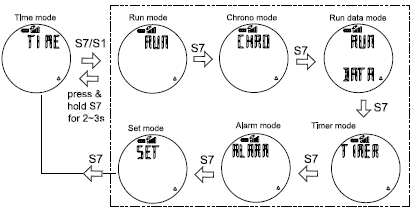 Time mode
Run mode
Chrono mode
Run data mode
TIME
S7/S1
RUN
S7
CHRO
S7
RUN
DATA
press &
hold S7
for 2~3s
S7
Set mode
Alarm mode
Timer mode
S7
SET
S7
ALARM
S7
TIMER